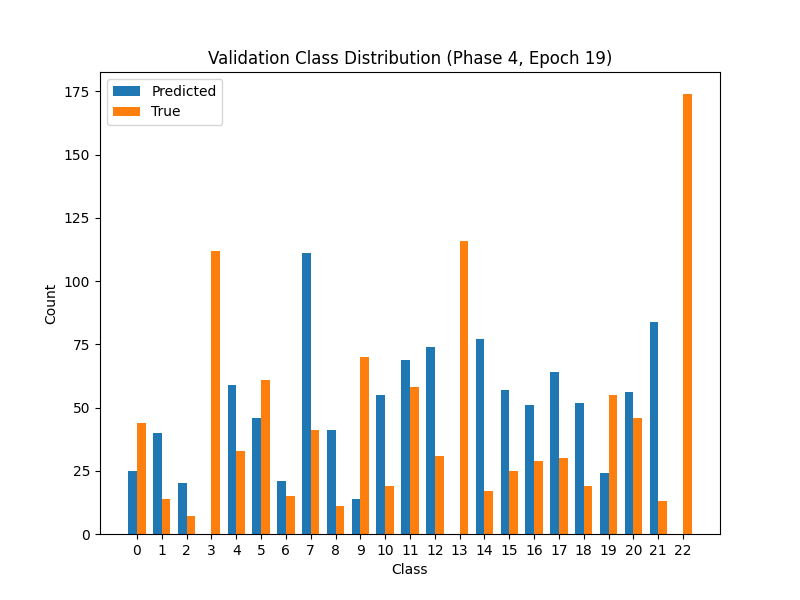 Validation Class Distribution (Phase 4, Epoch 19)
Predicted
True
175
150
125
100
75
50
25
0
Count
0 1 2 3 4 5 6 7 8 9 10 11 12 13 14 15 16 17 18 19 20 21 22
Class